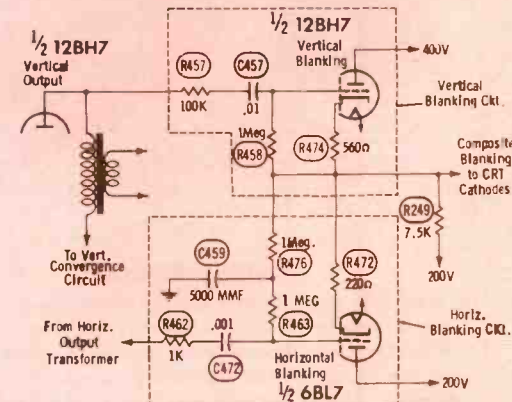 ½ 12BH7
Vertical
Output
R457
100K
C457
.01
½ 12BH7
Vertical
Blanking
400V
Vertical
Blanking Ckt.
1Meg
R458
R474
560Ω
Composite
Blanking
to CRT
Cathodes
R249
7.5K
200V
To Vert.
Convergence
Circuit
C459
5000 MMF
1Meg.
R476
R472
220Ω
1 MEG
R463
From Horiz.
Output
Transformer
R462
1K
.001
C472
Horizontal
Blanking
½ 6BL7
Horiz.
Blanking Ckt.
200V